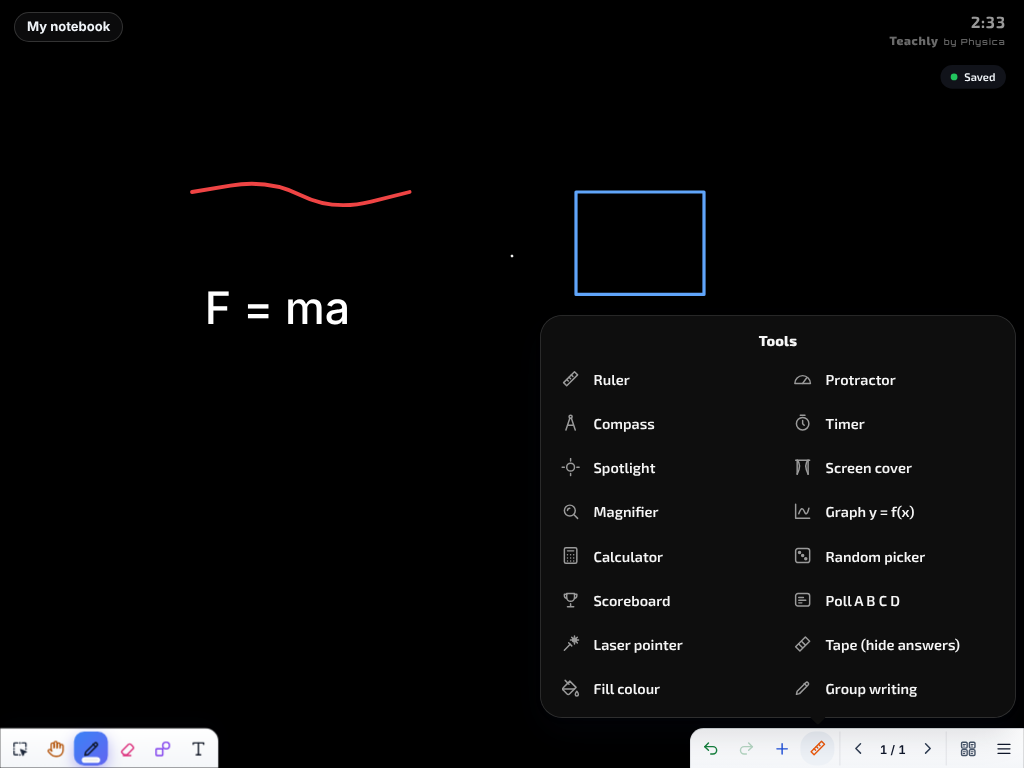 My notebook
2:33
Teachly by Physica
Saved
F = ma
Tools
Ruler
Protractor
Compass
Timer
Spotlight
Screen cover
Magnifier
Graph y = f(x)
Calculator
Random picker
Scoreboard
Poll A B C D
Laser pointer
Tape (hide answers)
Fill colour
Group writing
T
1 / 1